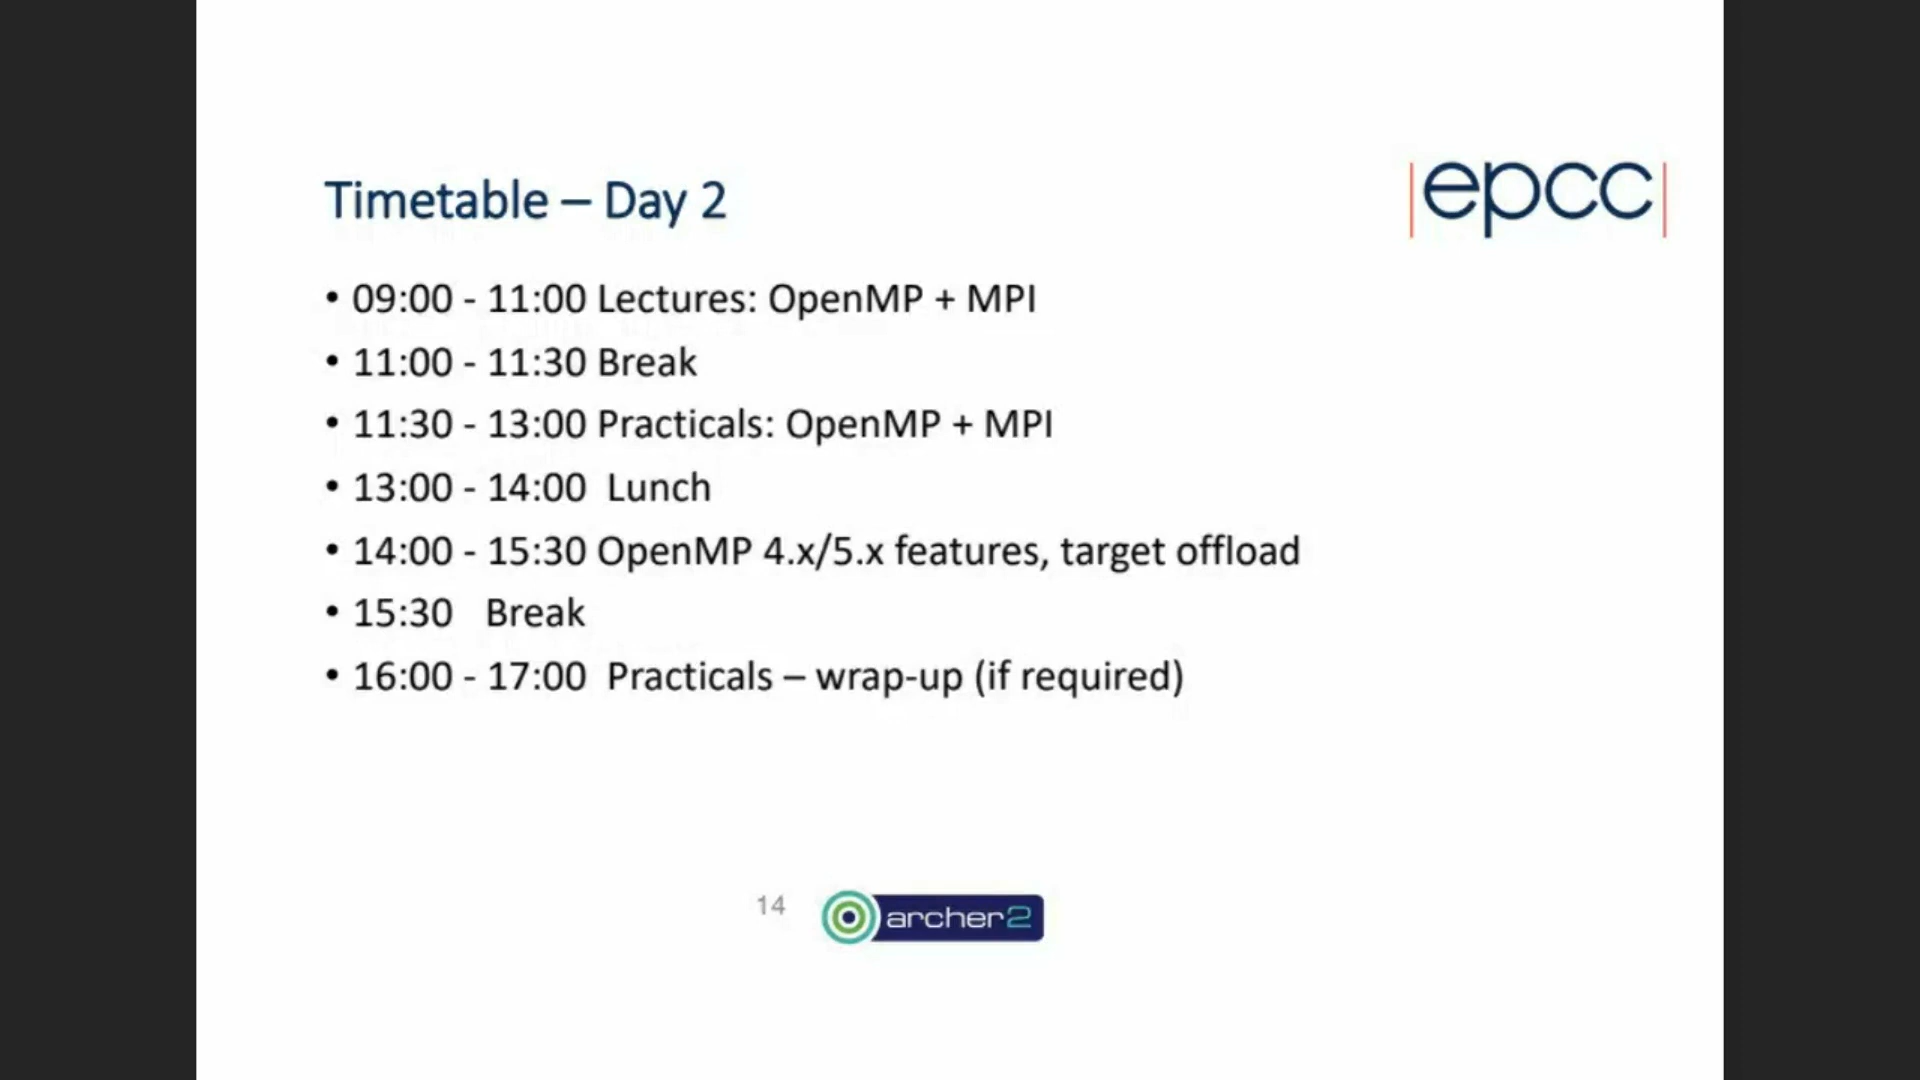 Timetable – Day 2
|epcc|
• 09:00 - 11:00 Lectures: OpenMP + MPI
• 11:00 - 11:30 Break
• 11:30 - 13:00 Practicals: OpenMP + MPI
• 13:00 - 14:00  Lunch
• 14:00 - 15:30 OpenMP 4.x/5.x features, target offload
• 15:30   Break
• 16:00 - 17:00  Practicals – wrap-up (if required)
14
archer2